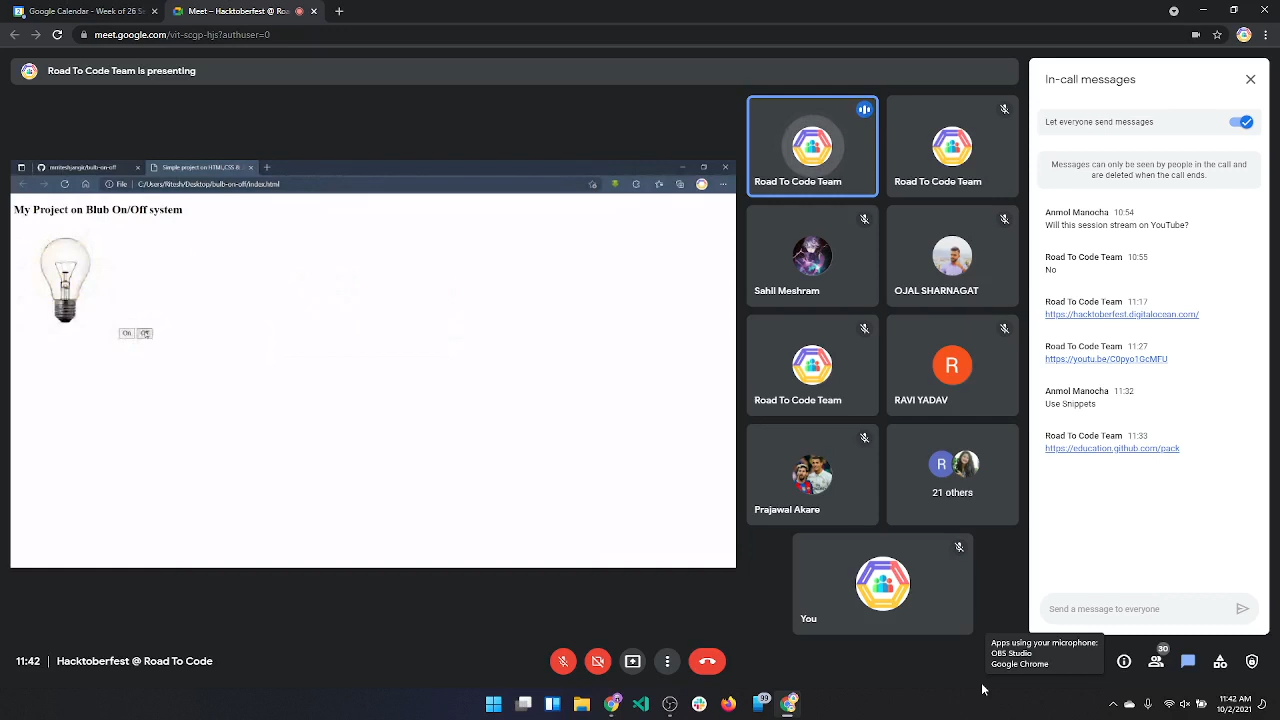 Google Calendar - Week of 26 Se
Meet – Hacktoberfest @ Roa
meet.google.com/vit-scgp-hjs?authuser=0
Road To Code Team is presenting
mriteshjangir/bulb-on-off
Simple project on HTML,CSS &
File
C:/Users/Ritesh/Desktop/bulb-on-off/index.html
My Project on Blub On/Off system
On
Off
Road To Code Team
Road To Code Team
Sahil Meshram
OJAL SHARNAGAT
Road To Code Team
R
RAVI YADAV
Prajawal Akare
R
21 others
You
In-call messages
Let everyone send messages
Messages can only be seen by people in the call and
are deleted when the call ends.
Anmol Manocha 10:54
Will this session stream on YouTube?
Road To Code Team 10:55
No
Road To Code Team 11:17
https://hacktoberfest.digitalocean.com/
Road To Code Team 11:27
https://youtu.be/C0pyo1GcMFU
Anmol Manocha 11:32
Use Snippets
Road To Code Team 11:33
https://education.github.com/pack
Send a message to everyone
Apps using your microphone:
OBS Studio
Google Chrome
11:42
Hacktoberfest @ Road To Code
30
99
11:42 AM
10/2/2021